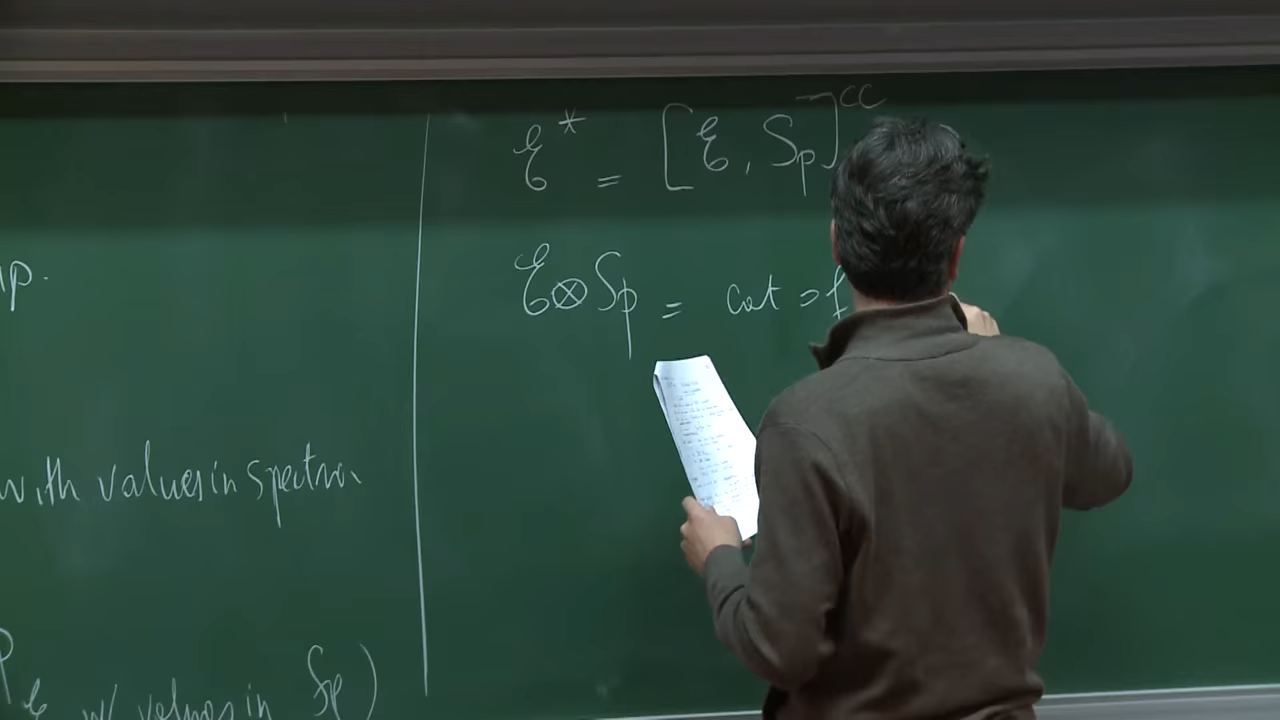 with values in spectra
w/ values in Sp)
ℰ* = [ℰ, Sp]^cc
ℰ⊗Sp = cat of